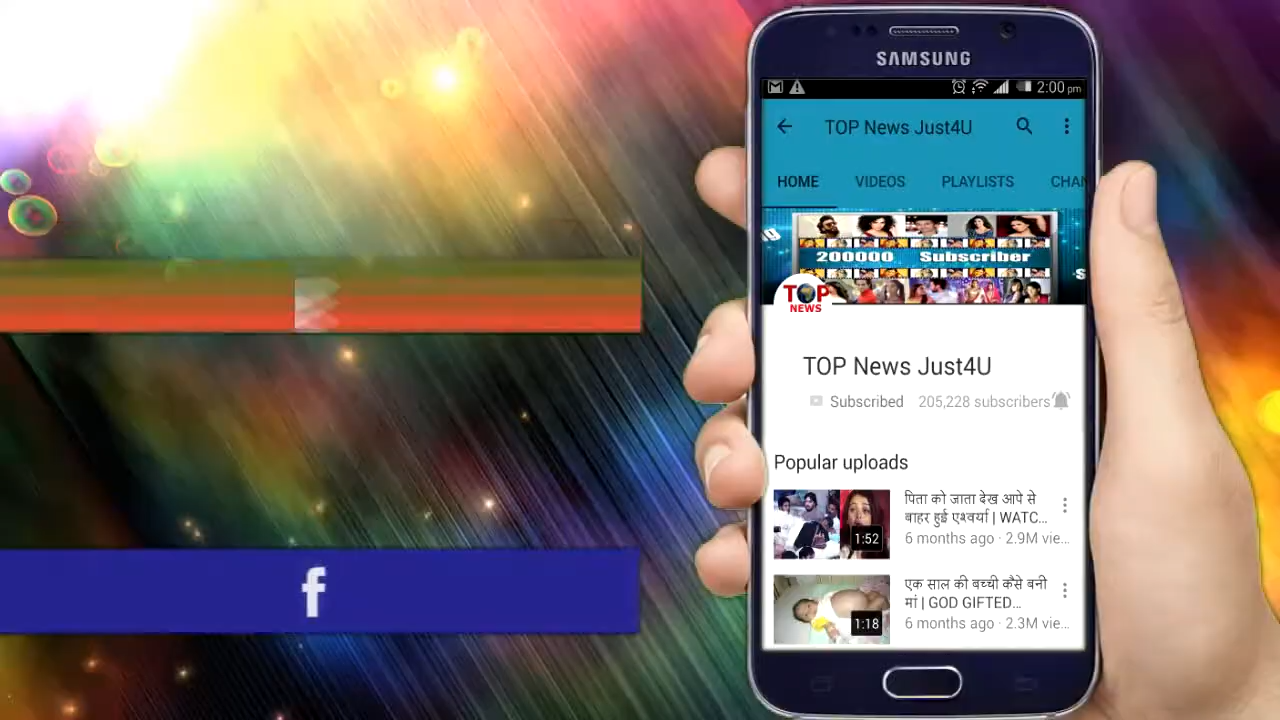 SAMSUNG
2:00 pm
TOP News Just4U
HOME VIDEOS PLAYLISTS CHAN
200000 Subscriber
TOP
NEWS
TOP News Just4U
Subscribed 205,228 subscribers
Popular uploads
पिता को जाता देख आपे से
बाहर हुई एश्वर्या | WATC...
6 months ago · 2.9M vie...
1:52
एक साल की बच्ची कैसे बनी
मां | GOD GIFTED...
6 months ago · 2.3M vie...
1:18
f